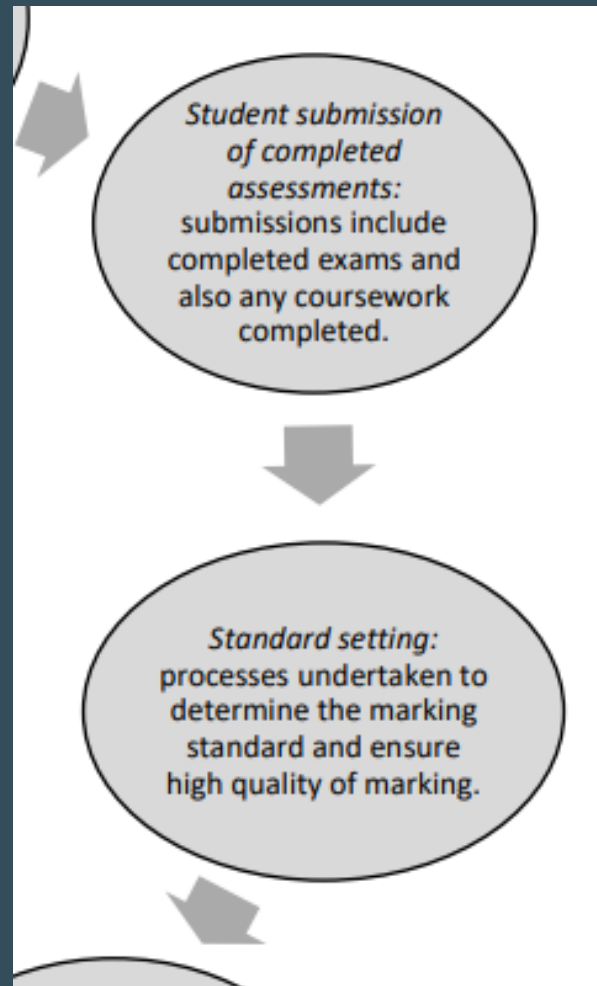 Student submission
of completed
assessments:
submissions include
completed exams and
also any coursework
completed.
Standard setting:
processes undertaken to
determine the marking
standard and ensure
high quality of marking.